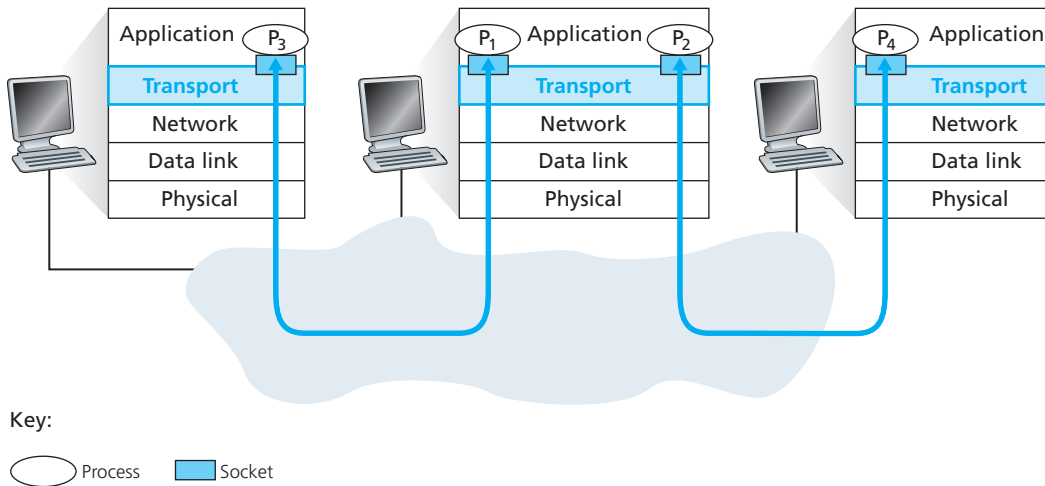 Application P3
Transport
Network
Data link
Physical
P1 Application P2
Transport
Network
Data link
Physical
P4 Application
Transport
Network
Data link
Physical
Key:
Process
Socket